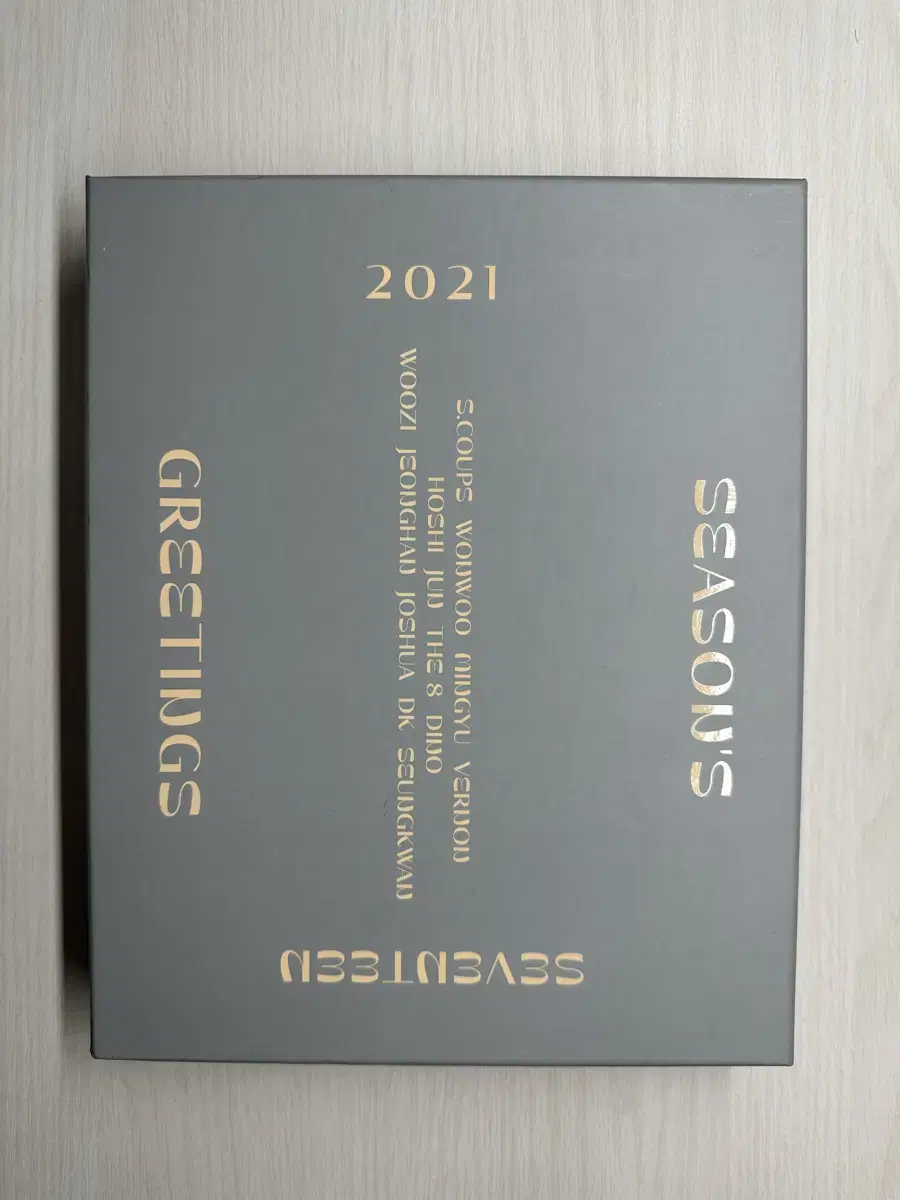 2021
SEASON'S
S.COUPS WONWOO MINGYU VERNON
HOSHI JUN THE 8 DINO
WOOZI JEONGHAN JOSHUA DK SEUNGKWAN
GREETINGS
SEVENTEEN